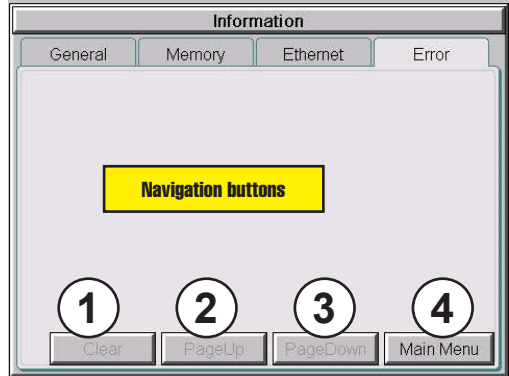 Information
General Memory Ethernet Error
Navigation buttons
1 2 3 4
Clear PageUp PageDown Main Menu